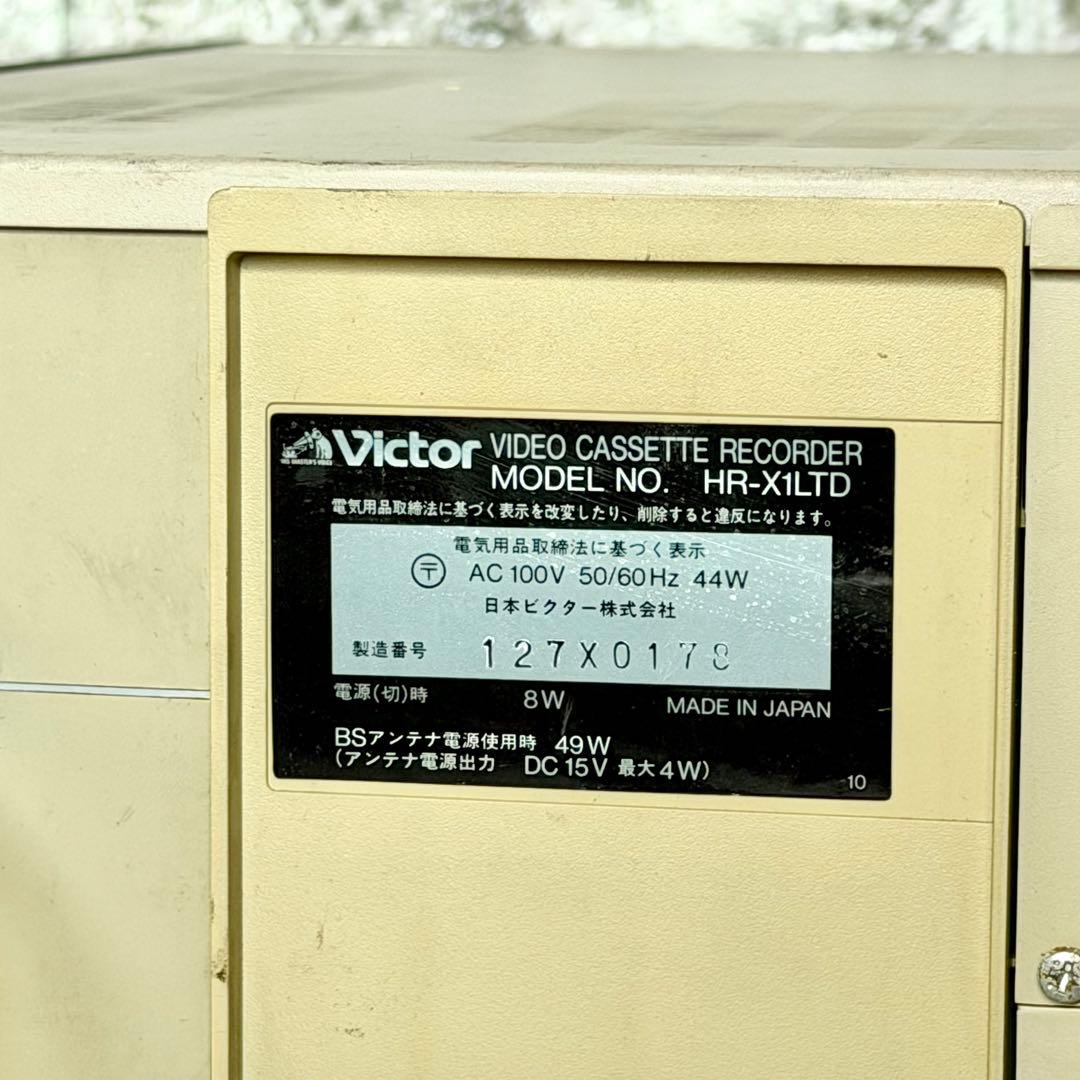 HIS MASTER'S VOICE
Victor VIDEO CASSETTE RECORDER
MODEL NO. HR-X1LTD
電気用品取締法に基づく表示を改変したり、削除すると違反になります。
電気用品取締法に基づく表示
〒 AC 100V 50/60Hz 44W
日本ビクター株式会社
製造番号 127X0178
電源(切)時 8W MADE IN JAPAN
BSアンテナ電源使用時 49W
(アンテナ電源出力 DC 15V 最大4W)
10